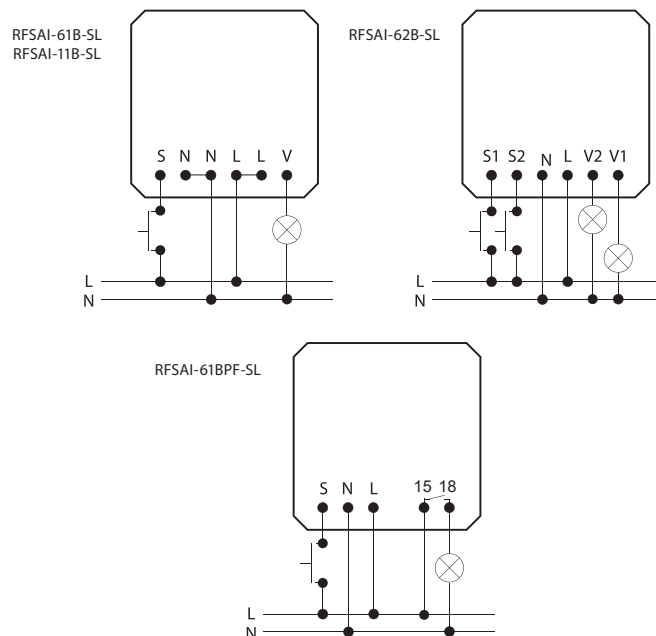 RFSAI-61B-SL
RFSAI-11B-SL
S N N L L V
L
N
RFSAI-62B-SL
S1 S2 N L V2 V1
L
N
RFSAI-61BPF-SL
S N L 15 18
L
N